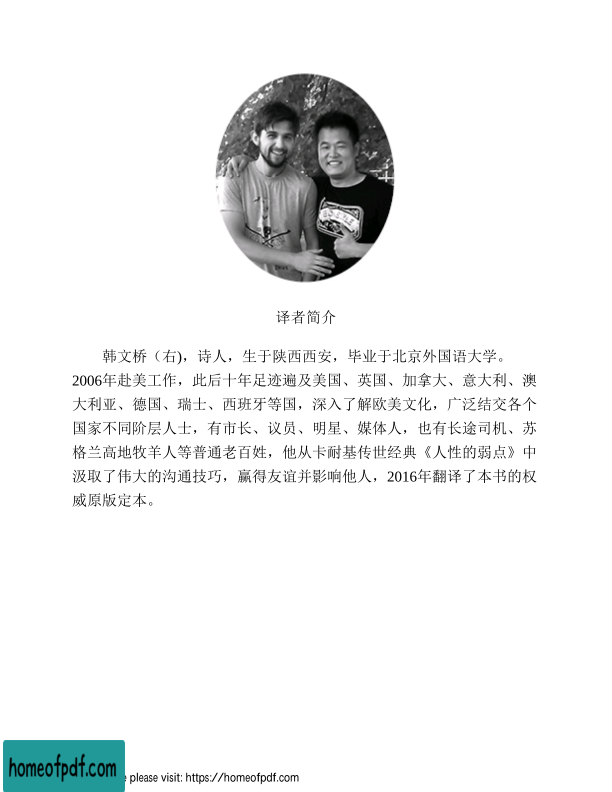 译者简介
韩文桥（右)，诗人，生于陕西西安，毕业于北京外国语大学。
2006年赴美工作，此后十年足迹遍及美国、英国、加拿大、意大利、澳
大利亚、德国、瑞士、西班牙等国，深入了解欧美文化，广泛结交各个
国家不同阶层人士，有市长、议员、明星、媒体人，也有长途司机、苏
格兰高地牧羊人等普通老百姓，他从卡耐基传世经典《人性的弱点》中
汲取了伟大的沟通技巧，赢得友谊并影响他人，2016年翻译了本书的权
威原版定本。
homeofpdf.com
e please visit: https://homeofpdf.com